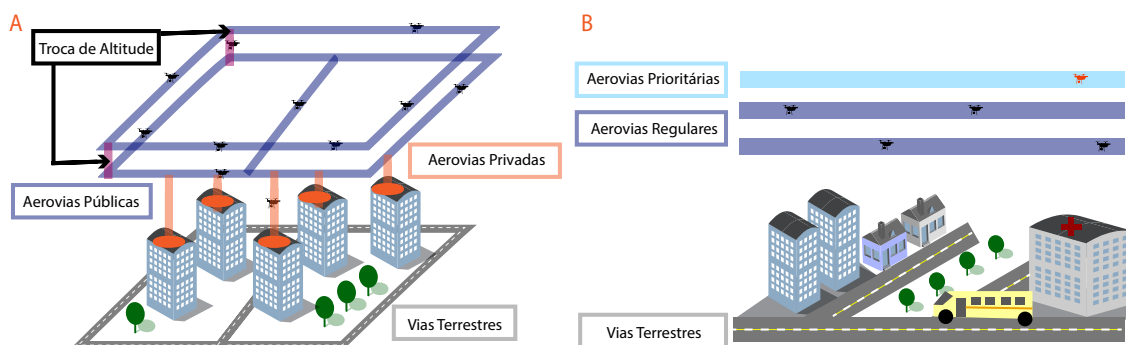 A
Troca de Altitude
Aerovias Privadas
Aerovias Públicas
Vias Terrestres
B
Aerovias Prioritárias
Aerovias Regulares
Vias Terrestres